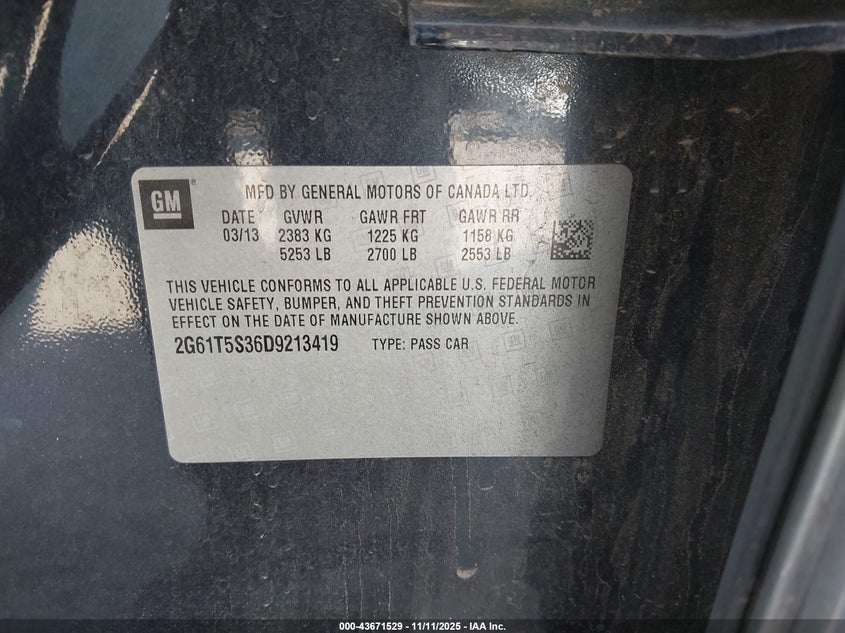 GM
MFD BY GENERAL MOTORS OF CANADA LTD.
DATE GVWR GAWR FRT GAWR RR
03/13 2383 KG 1225 KG 1158 KG
5253 LB 2700 LB 2553 LB
THIS VEHICLE CONFORMS TO ALL APPLICABLE U.S. FEDERAL MOTOR
VEHICLE SAFETY, BUMPER, AND THEFT PREVENTION STANDARDS IN
EFFECT ON THE DATE OF MANUFACTURE SHOWN ABOVE.
2G61T5S36D9213419 TYPE: PASS CAR
000-43671529 - 11/11/2025 - IAA Inc.